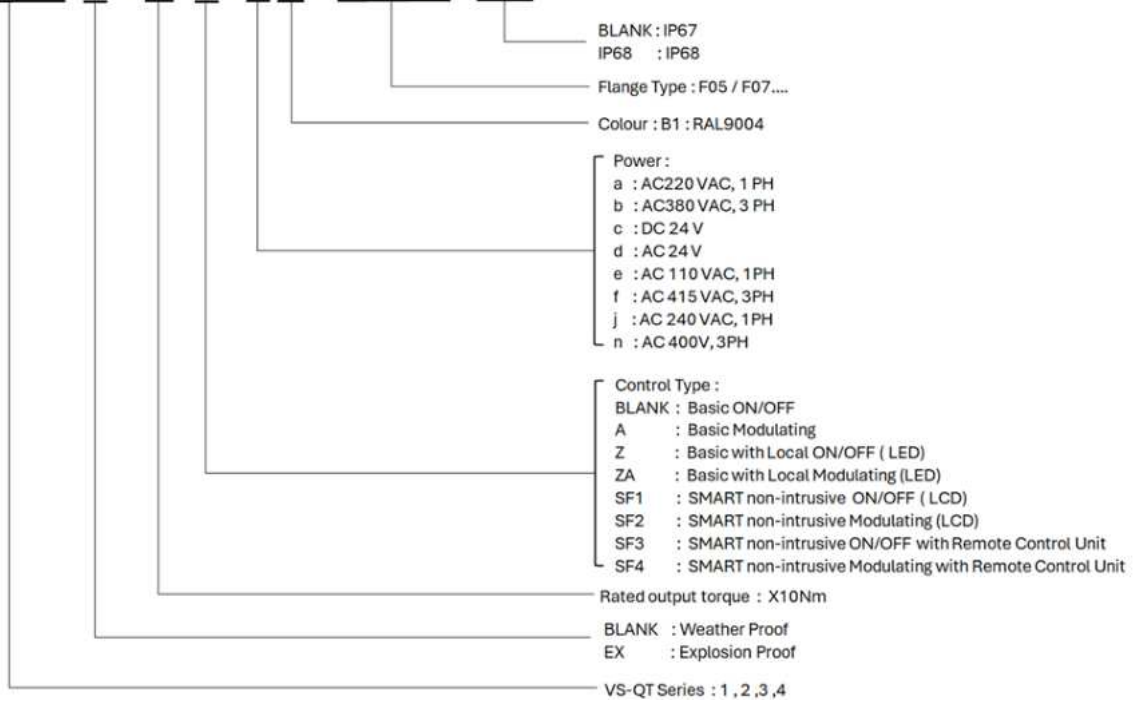 BLANK : IP67
IP68 : IP68
Flange Type : F05 / F07....
Colour : B1 : RAL9004
Power :
a : AC220 VAC, 1 PH
b : AC380 VAC, 3 PH
c : DC 24 V
d : AC 24 V
e : AC 110 VAC, 1PH
f : AC 415 VAC, 3PH
j : AC 240 VAC, 1PH
n : AC 400V, 3PH
Control Type :
BLANK : Basic ON/OFF
A : Basic Modulating
Z : Basic with Local ON/OFF ( LED)
ZA : Basic with Local Modulating (LED)
SF1 : SMART non-intrusive ON/OFF ( LCD)
SF2 : SMART non-intrusive Modulating (LCD)
SF3 : SMART non-intrusive ON/OFF with Remote Control Unit
SF4 : SMART non-intrusive Modulating with Remote Control Unit
Rated output torque : X10Nm
BLANK : Weather Proof
EX : Explosion Proof
VS-QT Series : 1 , 2 ,3 ,4